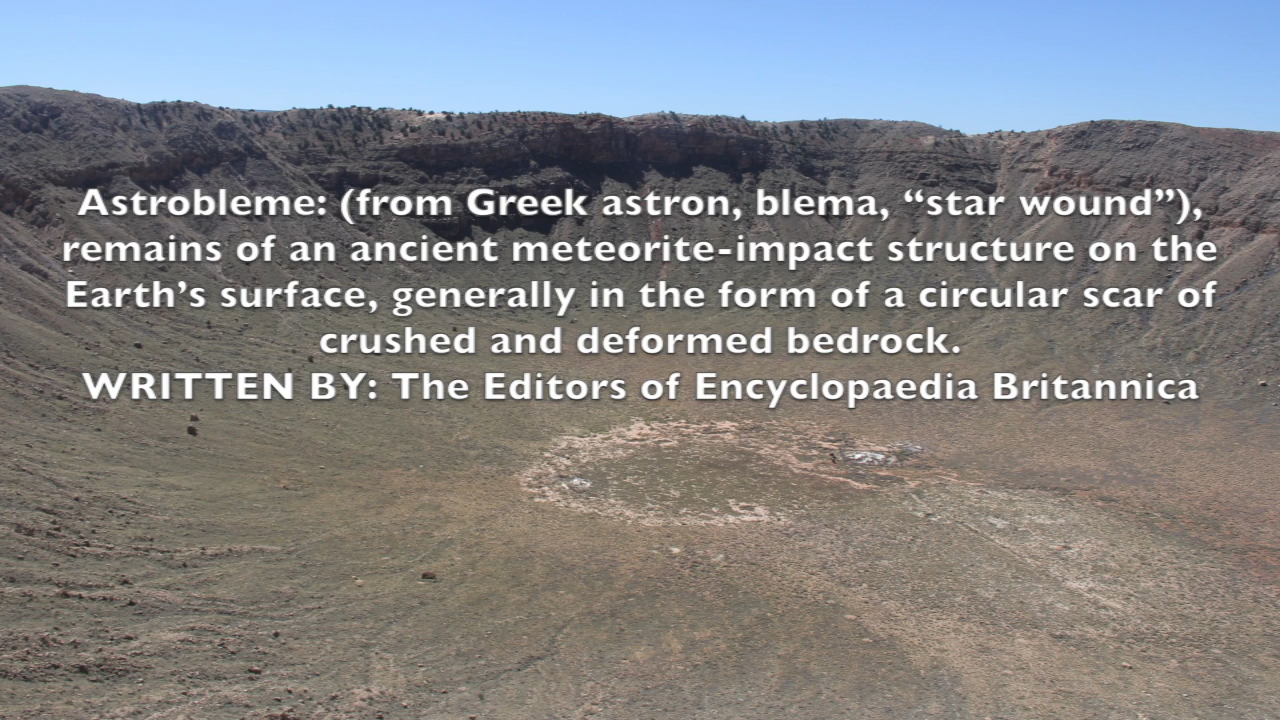 Astrobleme: (from Greek astron, blema, “star wound”),
remains of an ancient meteorite-impact structure on the
Earth’s surface, generally in the form of a circular scar of
crushed and deformed bedrock.
WRITTEN BY: The Editors of Encyclopaedia Britannica